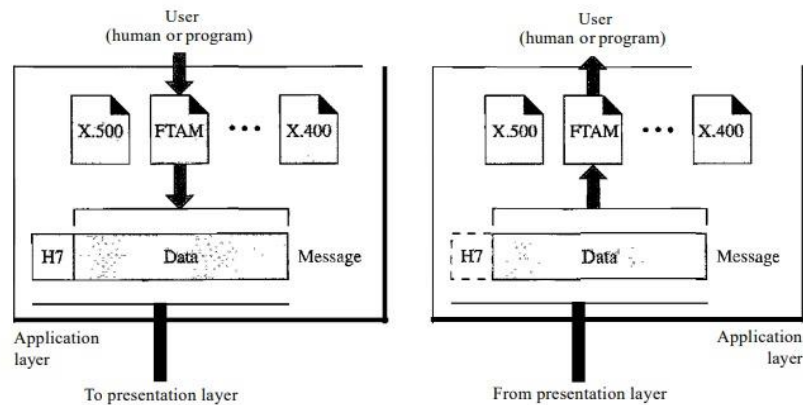 User
(human or program)
X.500
FTAM
X.400
H7
Data
Message
Application
layer
To presentation layer
User
(human or program)
X.500
FTAM
X.400
H7
Data
Message
Application
layer
From presentation layer